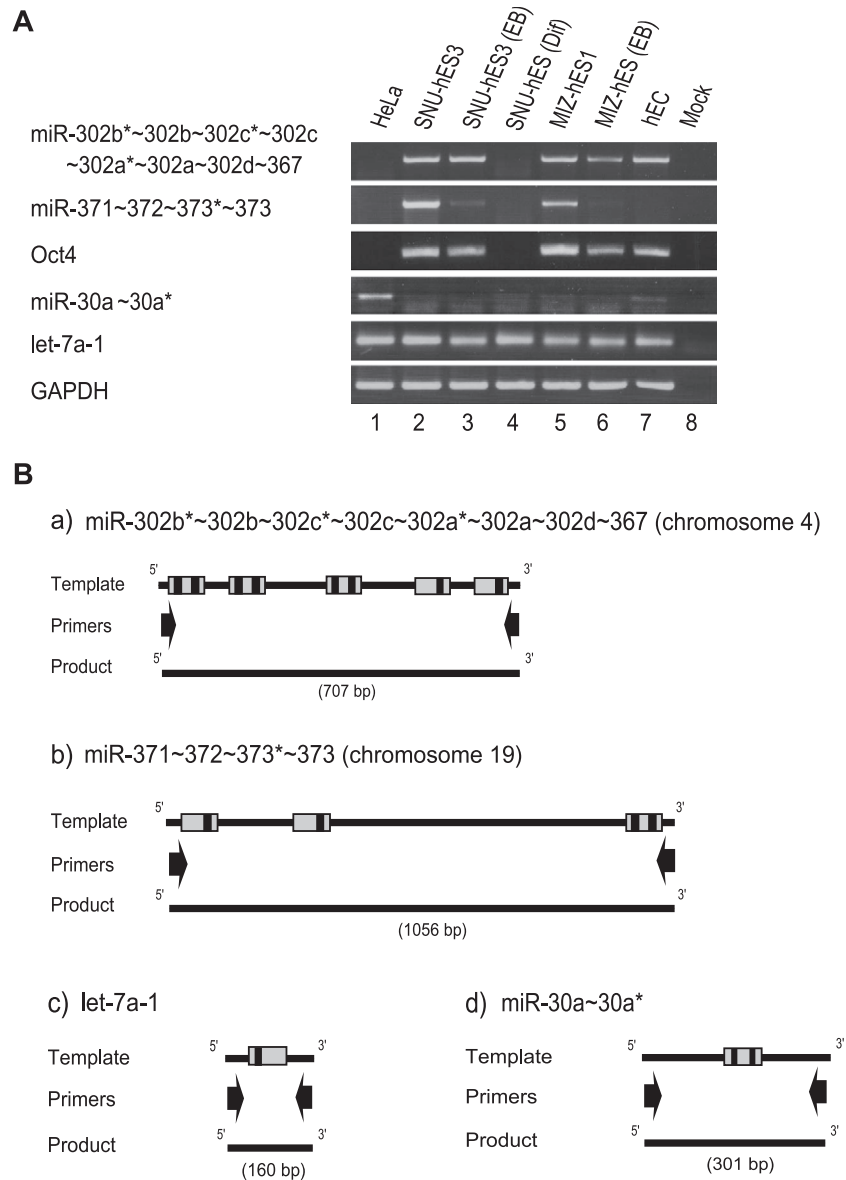 A
HeLa
SNU-hES3
SNU-hES3 (EB)
SNU-hES (Dif)
MIZ-hES1
MIZ-hES (EB)
hEC
Mock
miR-302b*~302b~302c*~302c
~302a*~302a~302d~367
miR-371~372~373*~373
Oct4
miR-30a~30a*
let-7a-1
GAPDH
1 2 3 4 5 6 7 8
B
a) miR-302b*~302b~302c*~302c~302a*~302a~302d~367 (chromosome 4)
5' 3'
Template
Primers
5' 3'
Product
(707 bp)
b) miR-371~372~373*~373 (chromosome 19)
5' 3'
Template
Primers
5' 3'
Product
(1056 bp)
c) let-7a-1
5' 3'
Template
Primers
5' 3'
Product
(160 bp)
d) miR-30a~30a*
5' 3'
Template
Primers
5' 3'
Product
(301 bp)